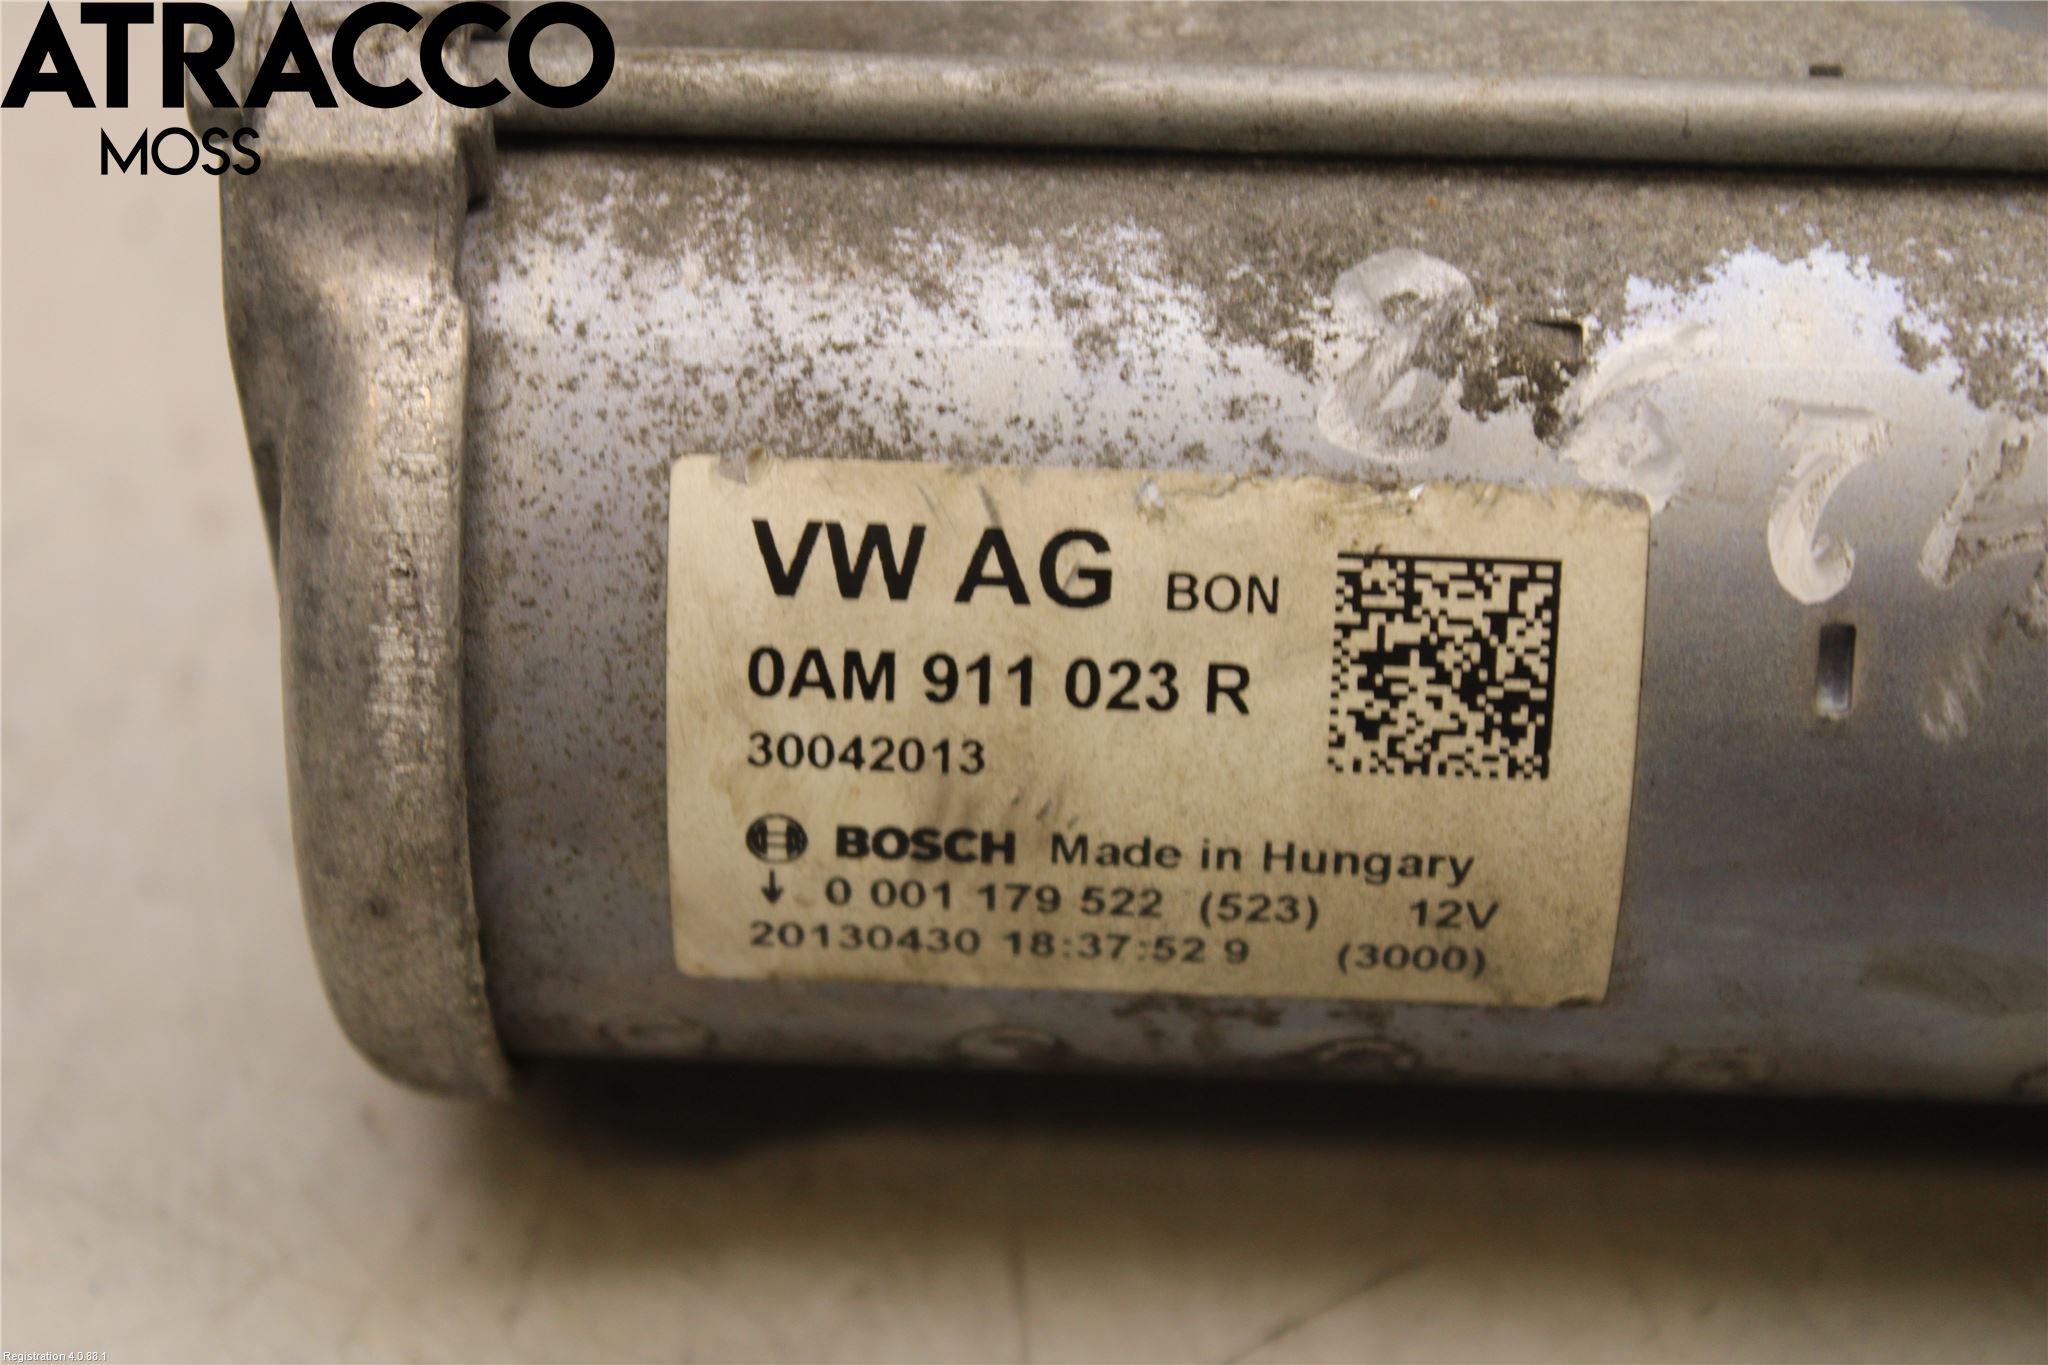 ATRACCO
MOSS
VW AG BON
0AM 911 023 R
30042013
BOSCH Made in Hungary
↓ 0 001 179 522 (523) 12V
20130430 18:37:52 9 (3000)
Registration 4.0.88.1